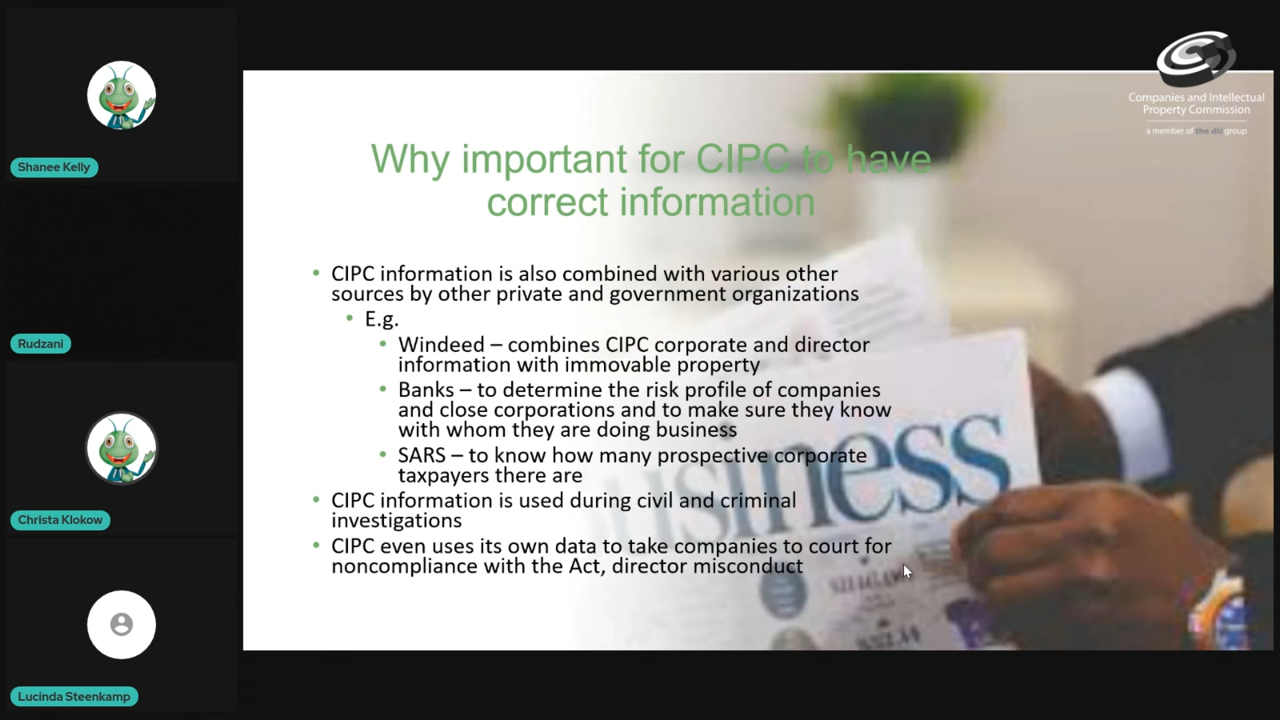 Shanee Kelly
Rudzani
Christa Klokow
Lucinda Steenkamp
Companies and Intellectual
Property Commission
a member of the dti group
Why important for CIPC to have
correct information
• CIPC information is also combined with various other
sources by other private and government organizations
• E.g.
• Windeed – combines CIPC corporate and director
information with immovable property
• Banks – to determine the risk profile of companies
and close corporations and to make sure they know
with whom they are doing business
• SARS – to know how many prospective corporate
taxpayers there are
• CIPC information is used during civil and criminal
investigations
• CIPC even uses its own data to take companies to court for
noncompliance with the Act, director misconduct
usiness